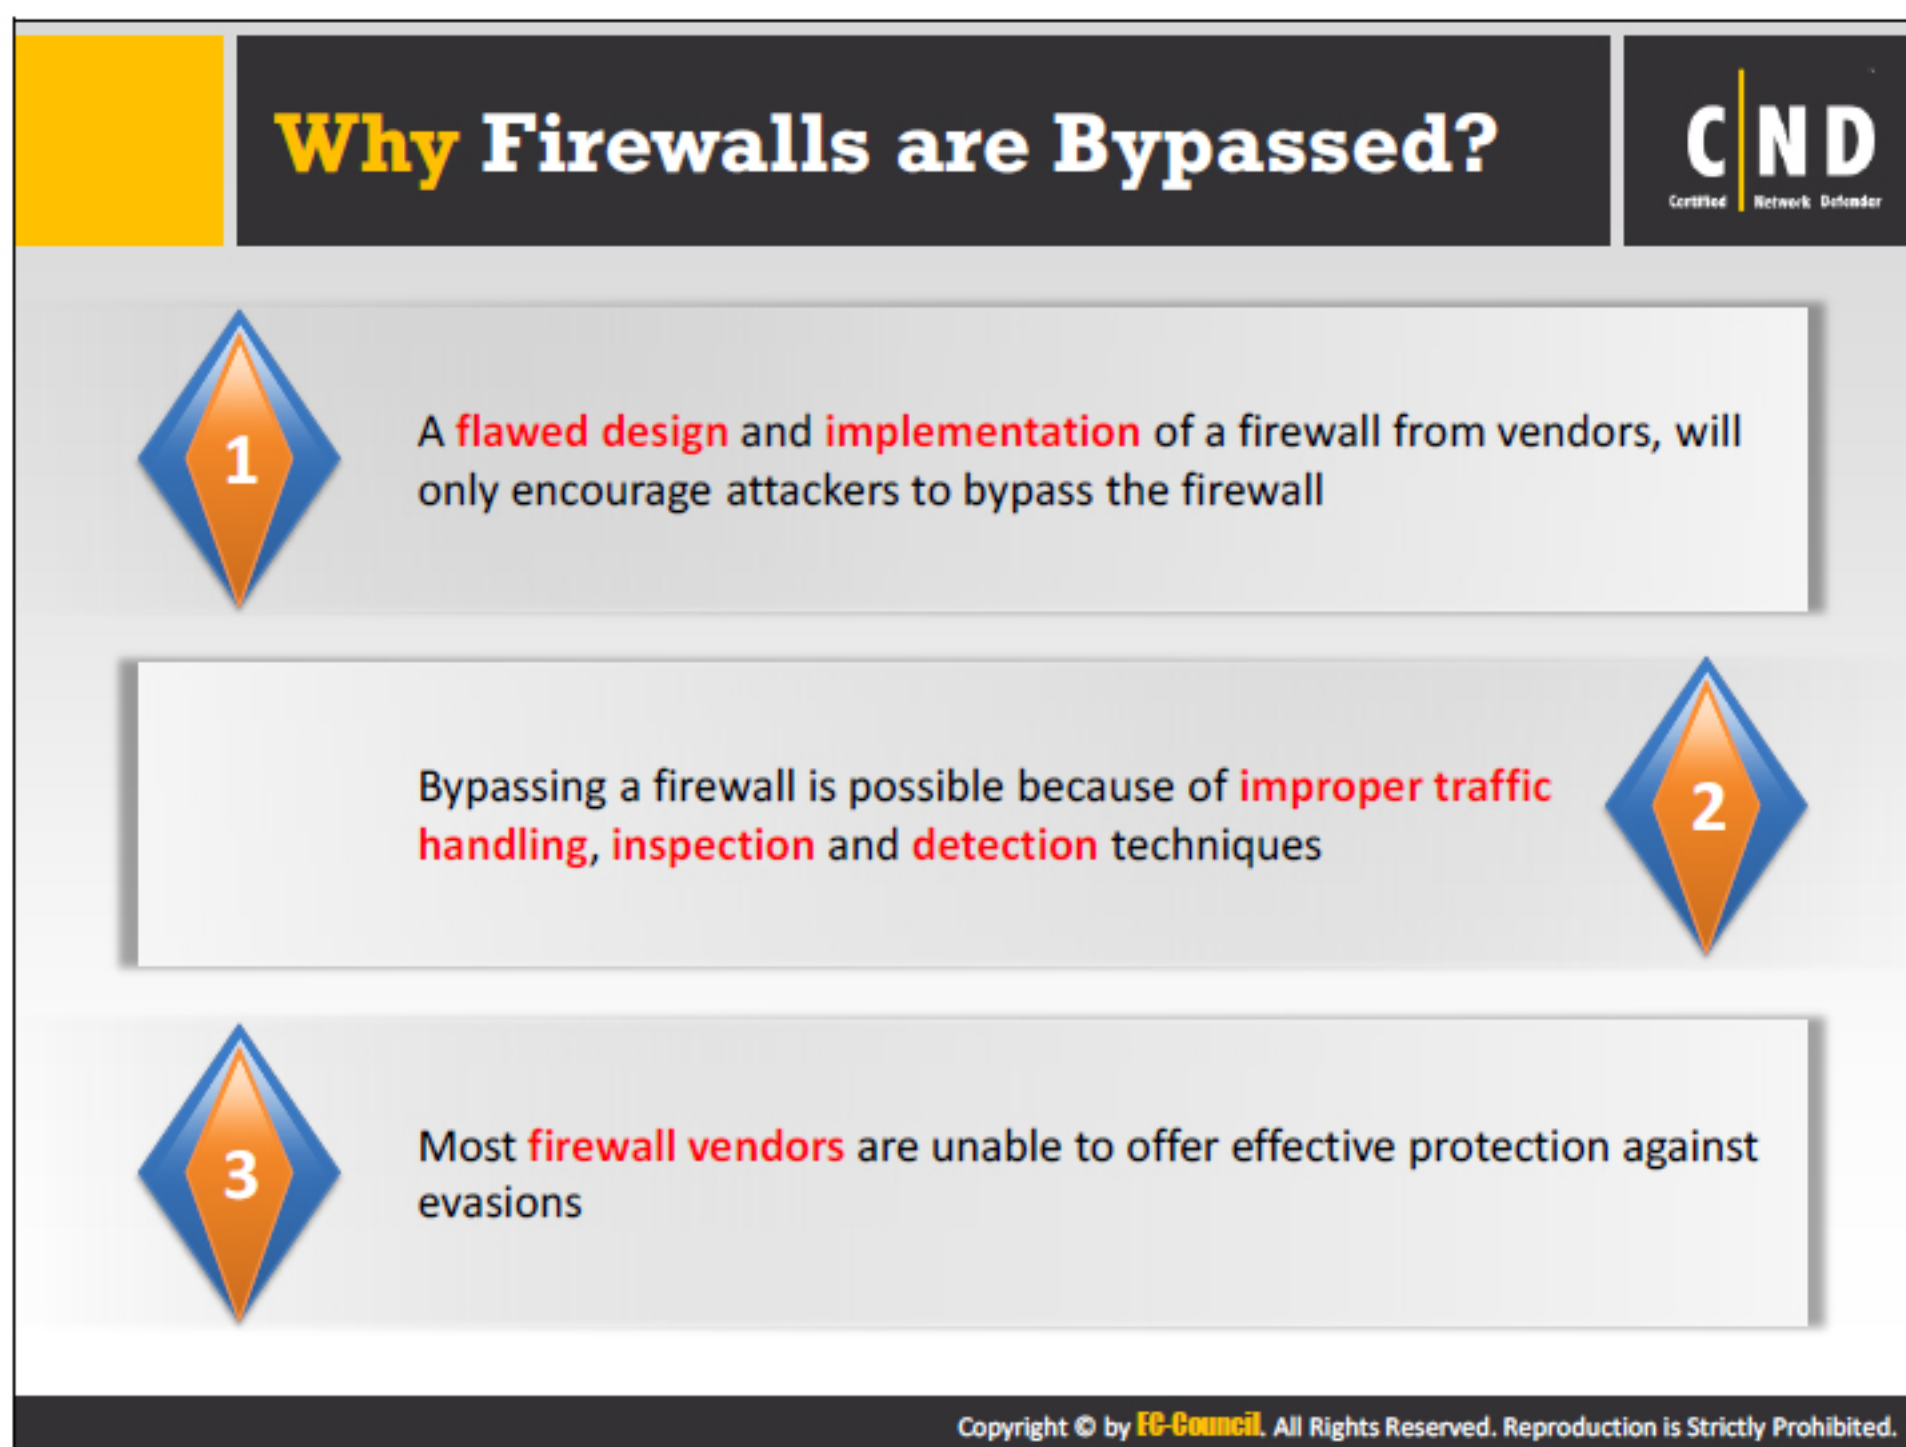 Why Firewalls are Bypassed?
C|ND
Certified Network Defender
1
A flawed design and implementation of a firewall from vendors, will
only encourage attackers to bypass the firewall
Bypassing a firewall is possible because of improper traffic
handling, inspection and detection techniques
2
3
Most firewall vendors are unable to offer effective protection against
evasions
Copyright © by EC-Council. All Rights Reserved. Reproduction is Strictly Prohibited.